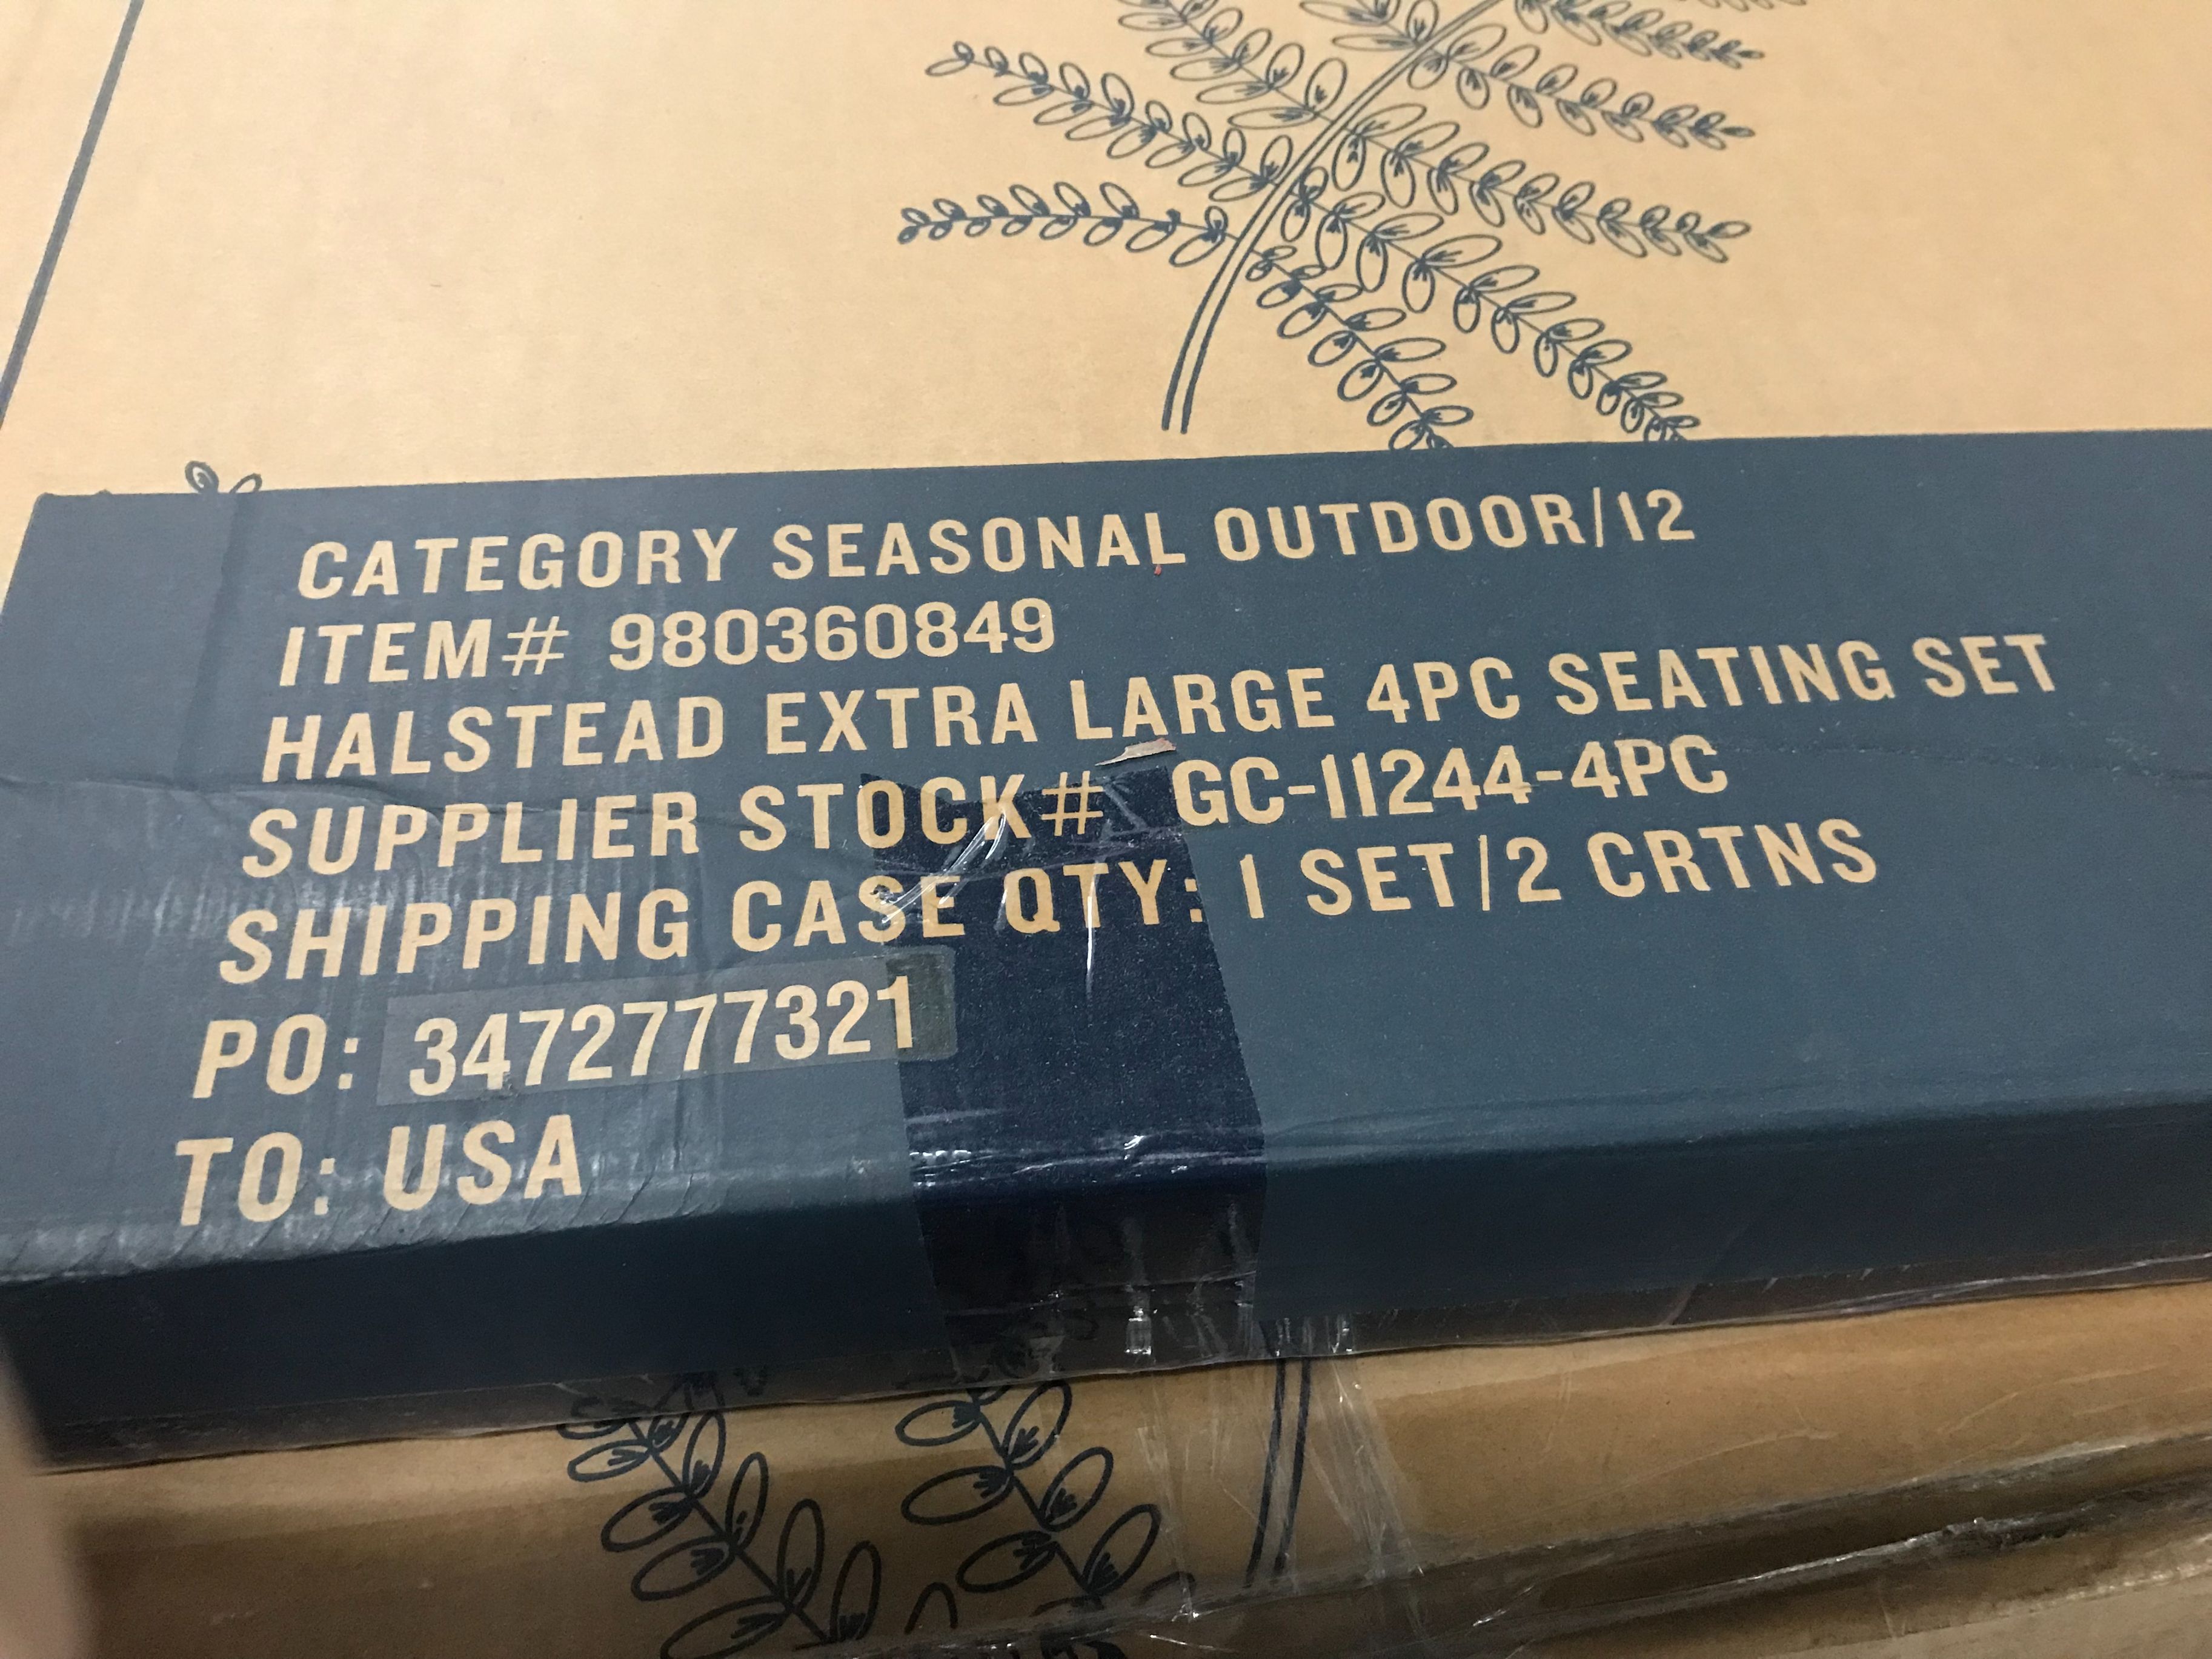 CATEGORY SEASONAL OUTDOOR/12
ITEM# 980360849
HALSTEAD EXTRA LARGE 4PC SEATING SET
SUPPLIER STOCK# GC-11244-4PC
SHIPPING CASE QTY: 1 SET/2 CRTNS
PO: 3472777321
TO: USA